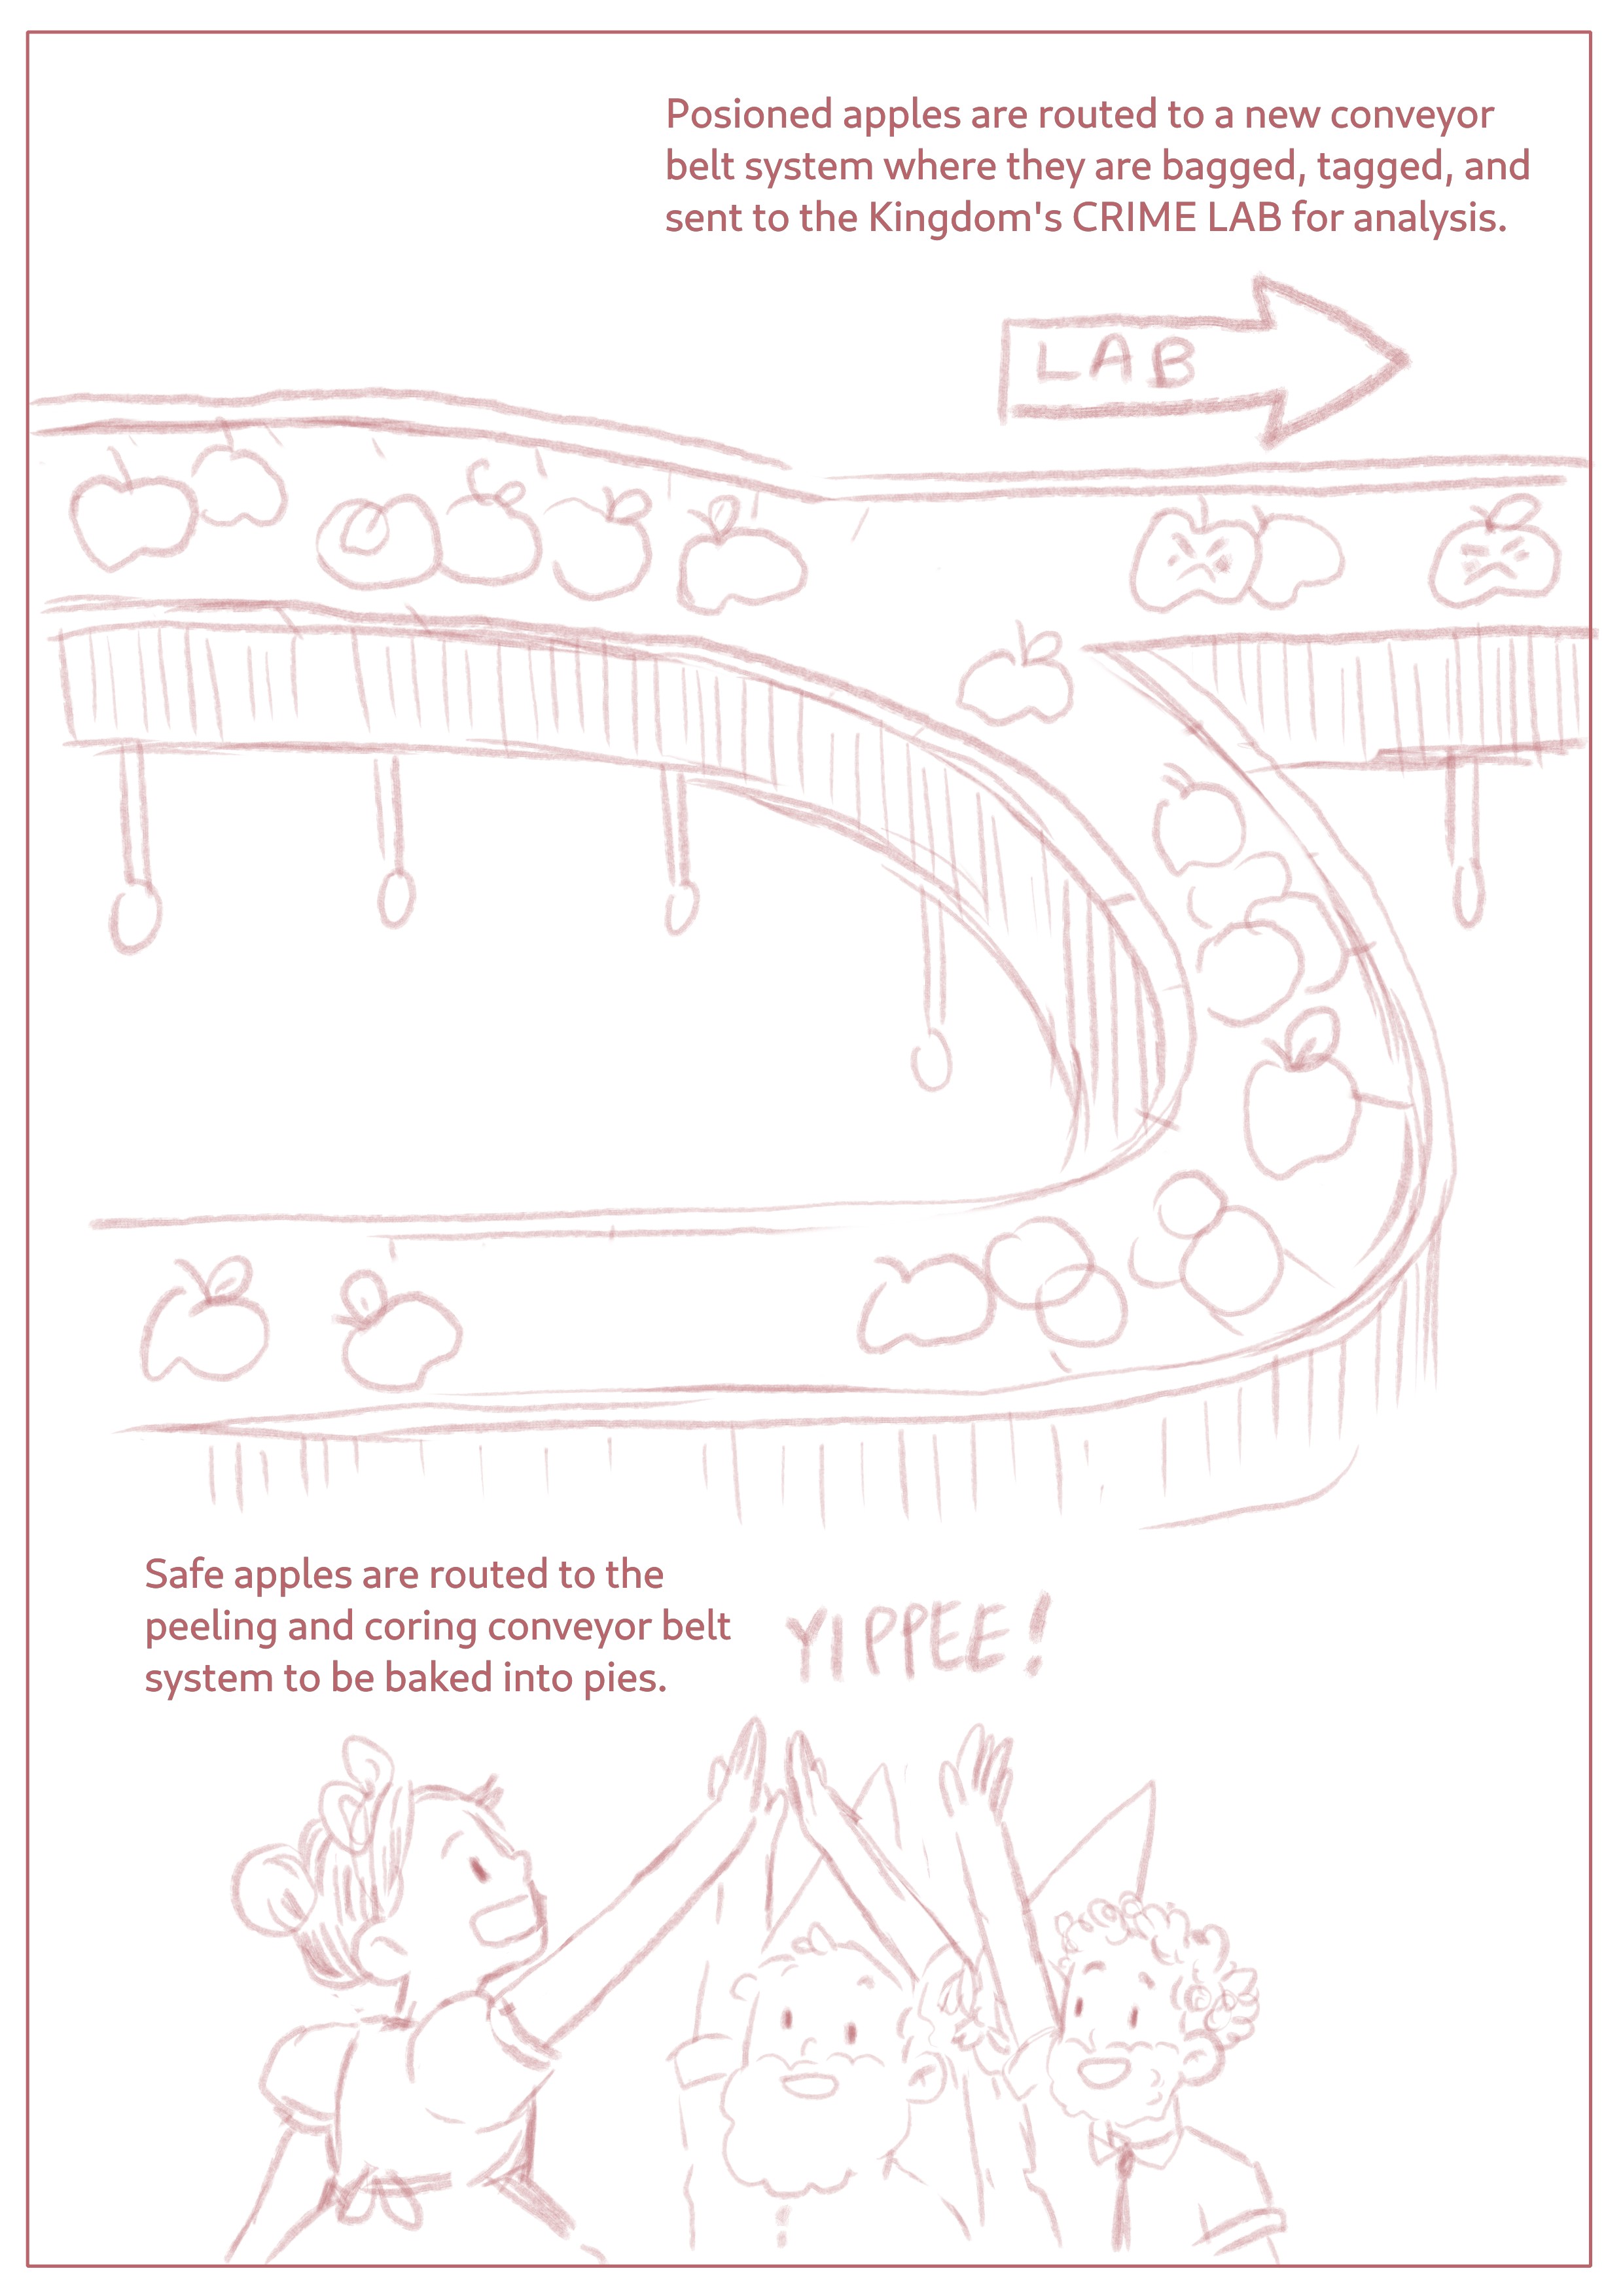 Posioned apples are routed to a new conveyor
belt system where they are bagged, tagged, and
sent to the Kingdom's CRIME LAB for analysis.
LAB
Safe apples are routed to the
peeling and coring conveyor belt
system to be baked into pies.
YIPPEE!